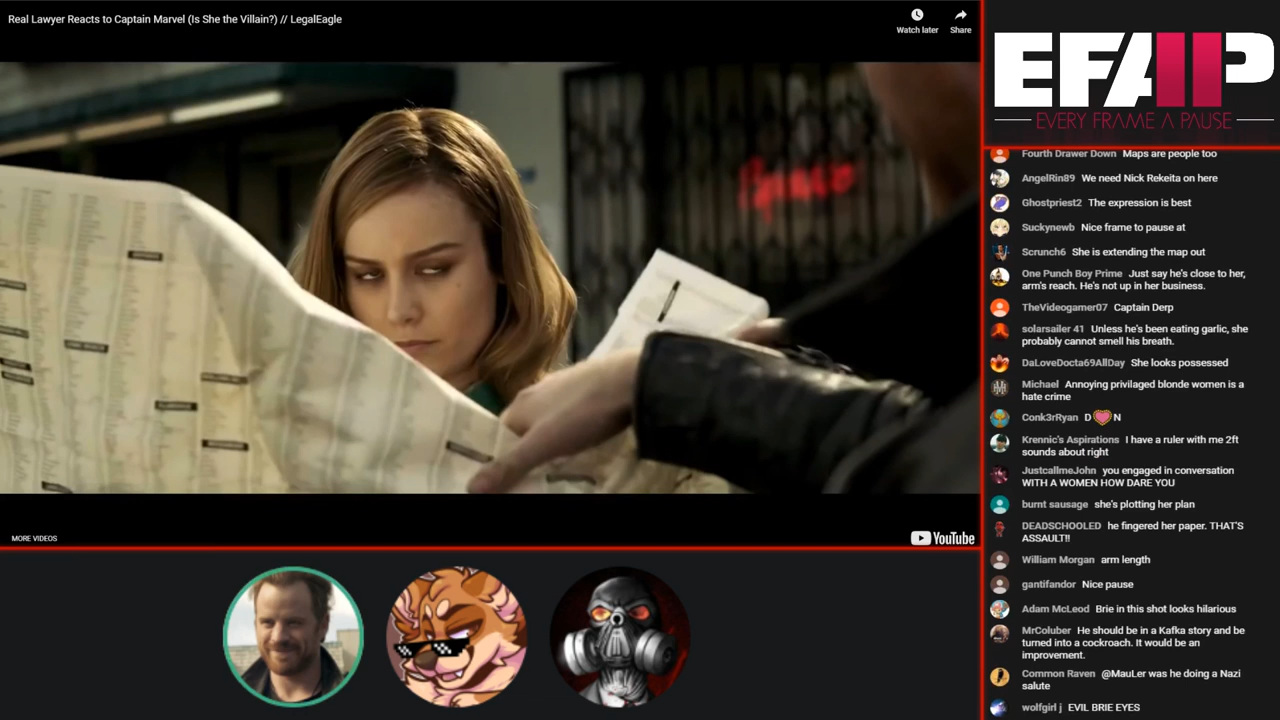 Real Lawyer Reacts to Captain Marvel (Is She the Villain?) // LegalEagle
Watch later
Share
MORE VIDEOS
YouTube
EFAP
EVERY FRAME A PAUSE
Fourth Drawer Down Maps are people too
AngelRin89 We need Nick Rekeita on here
Ghostpriest2 The expression is best
Suckynewb Nice frame to pause at
Scrunch6 She is extending the map out
One Punch Boy Prime Just say he's close to her,
arm's reach. He's not up in her business.
TheVideogamer07 Captain Derp
solarsailer 41 Unless he's been eating garlic, she
probably cannot smell his breath.
DaLoveDocta69AllDay She looks possessed
Michael Annoying privilaged blonde women is a
hate crime
Conk3rRyan D N
Krennic's Aspirations I have a ruler with me 2ft
sounds about right
JustcallmeJohn you engaged in conversation
WITH A WOMEN HOW DARE YOU
burnt sausage she's plotting her plan
DEADSCHOOLED he fingered her paper. THAT'S
ASSAULT!!
William Morgan arm length
gantifandor Nice pause
Adam McLeod Brie in this shot looks hilarious
MrColuber He should be in a Kafka story and be
turned into a cockroach. It would be an
improvement.
Common Raven @MauLer was he doing a Nazi
salute
wolfgirl j EVIL BRIE EYES